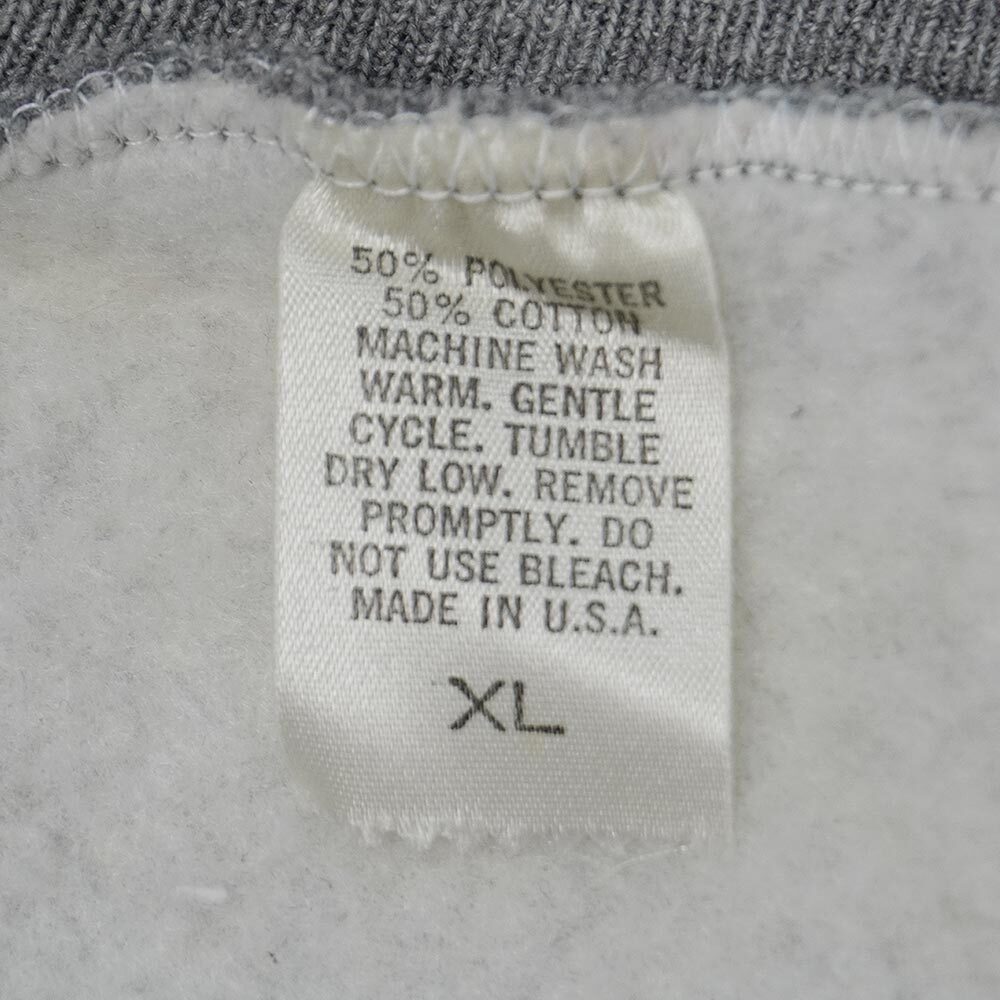 50% POLYESTER
50% COTTON
MACHINE WASH
WARM. GENTLE
CYCLE. TUMBLE
DRY LOW. REMOVE
PROMPTLY. DO
NOT USE BLEACH.
MADE IN U.S.A.
XL